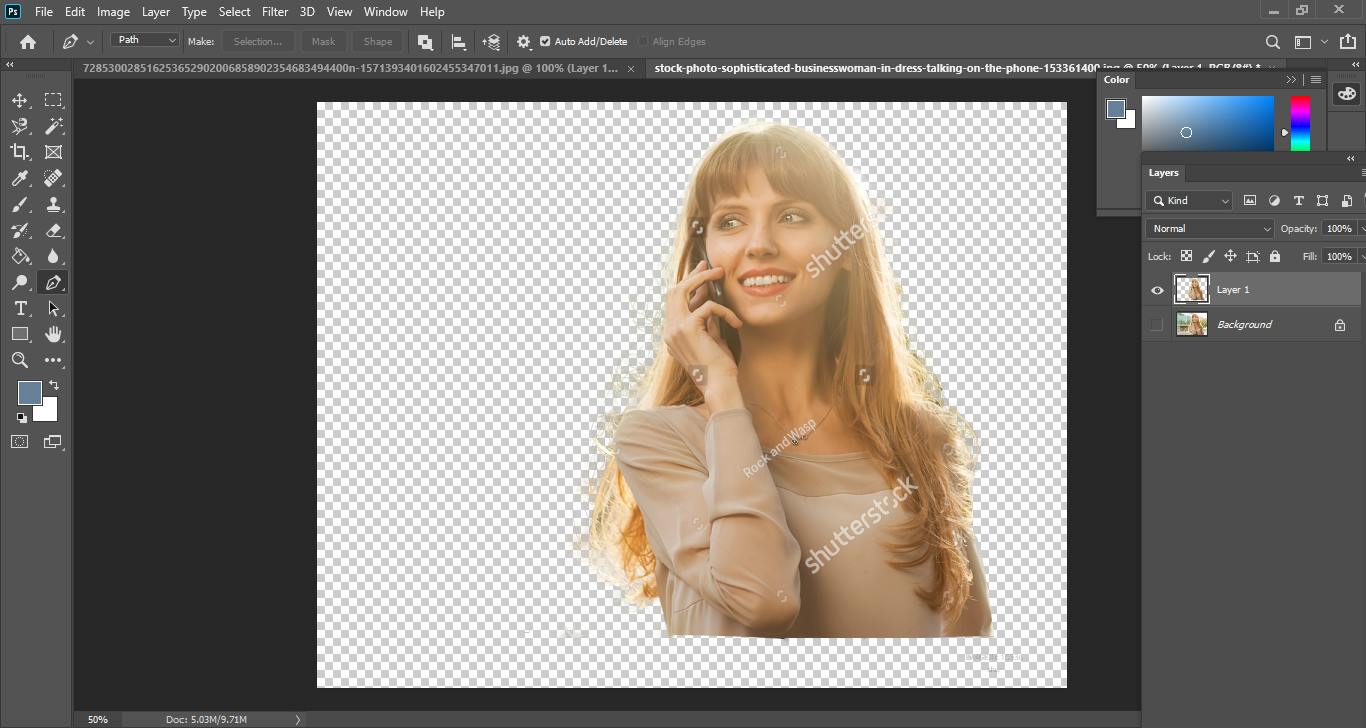 Ps File Edit Image Layer Type Select Filter 3D View Window Help
Path Make: Selection... Mask Shape Auto Add/Delete Align Edges
728530028516253652902006858902354683494400n-1571393401602455347011.jpg @ 100% (Layer 1... × stock-photo-sophisticated-businesswoman-in-dress-talking-on-the-phone-153361400.jpg @ 50% (Layer 1, RGB/8#) *
Color
Layers
Kind
Normal Opacity: 100%
Lock: Fill: 100%
Layer 1
Background
shutterst
Rock and Wasp
shutterstock
50% Doc: 5.03M/9.71M